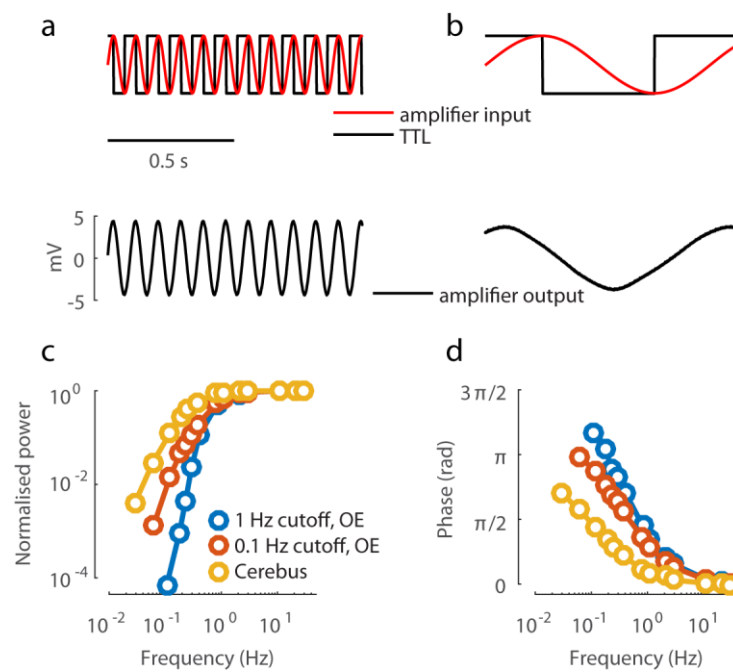 a
b
amplifier input
TTL
0.5 s
5
0
-5
mV
amplifier output
c
d
10^0
10^-2
10^-4
Normalised power
1 Hz cutoff, OE
0.1 Hz cutoff, OE
Cerebus
10^-2 10^-1 10^0 10^1
Frequency (Hz)
3 π/2
π
π/2
0
Phase (rad)
10^-2 10^-1 10^0 10^1
Frequency (Hz)